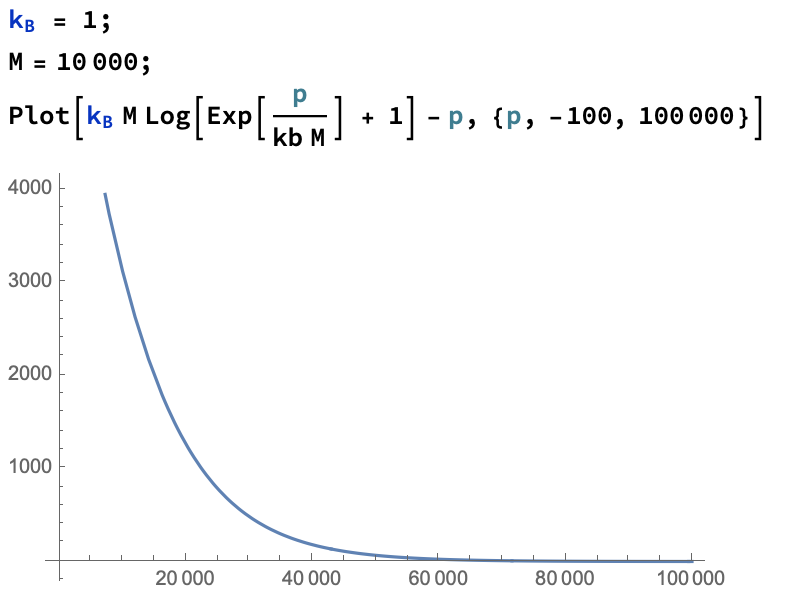 k_B = 1;
M = 10 000;
Plot[k_B M Log[Exp[p/(kb M)] + 1] - p, {p, -100, 100 000}]
4000
3000
2000
1000
20 000 40 000 60 000 80 000 100 000